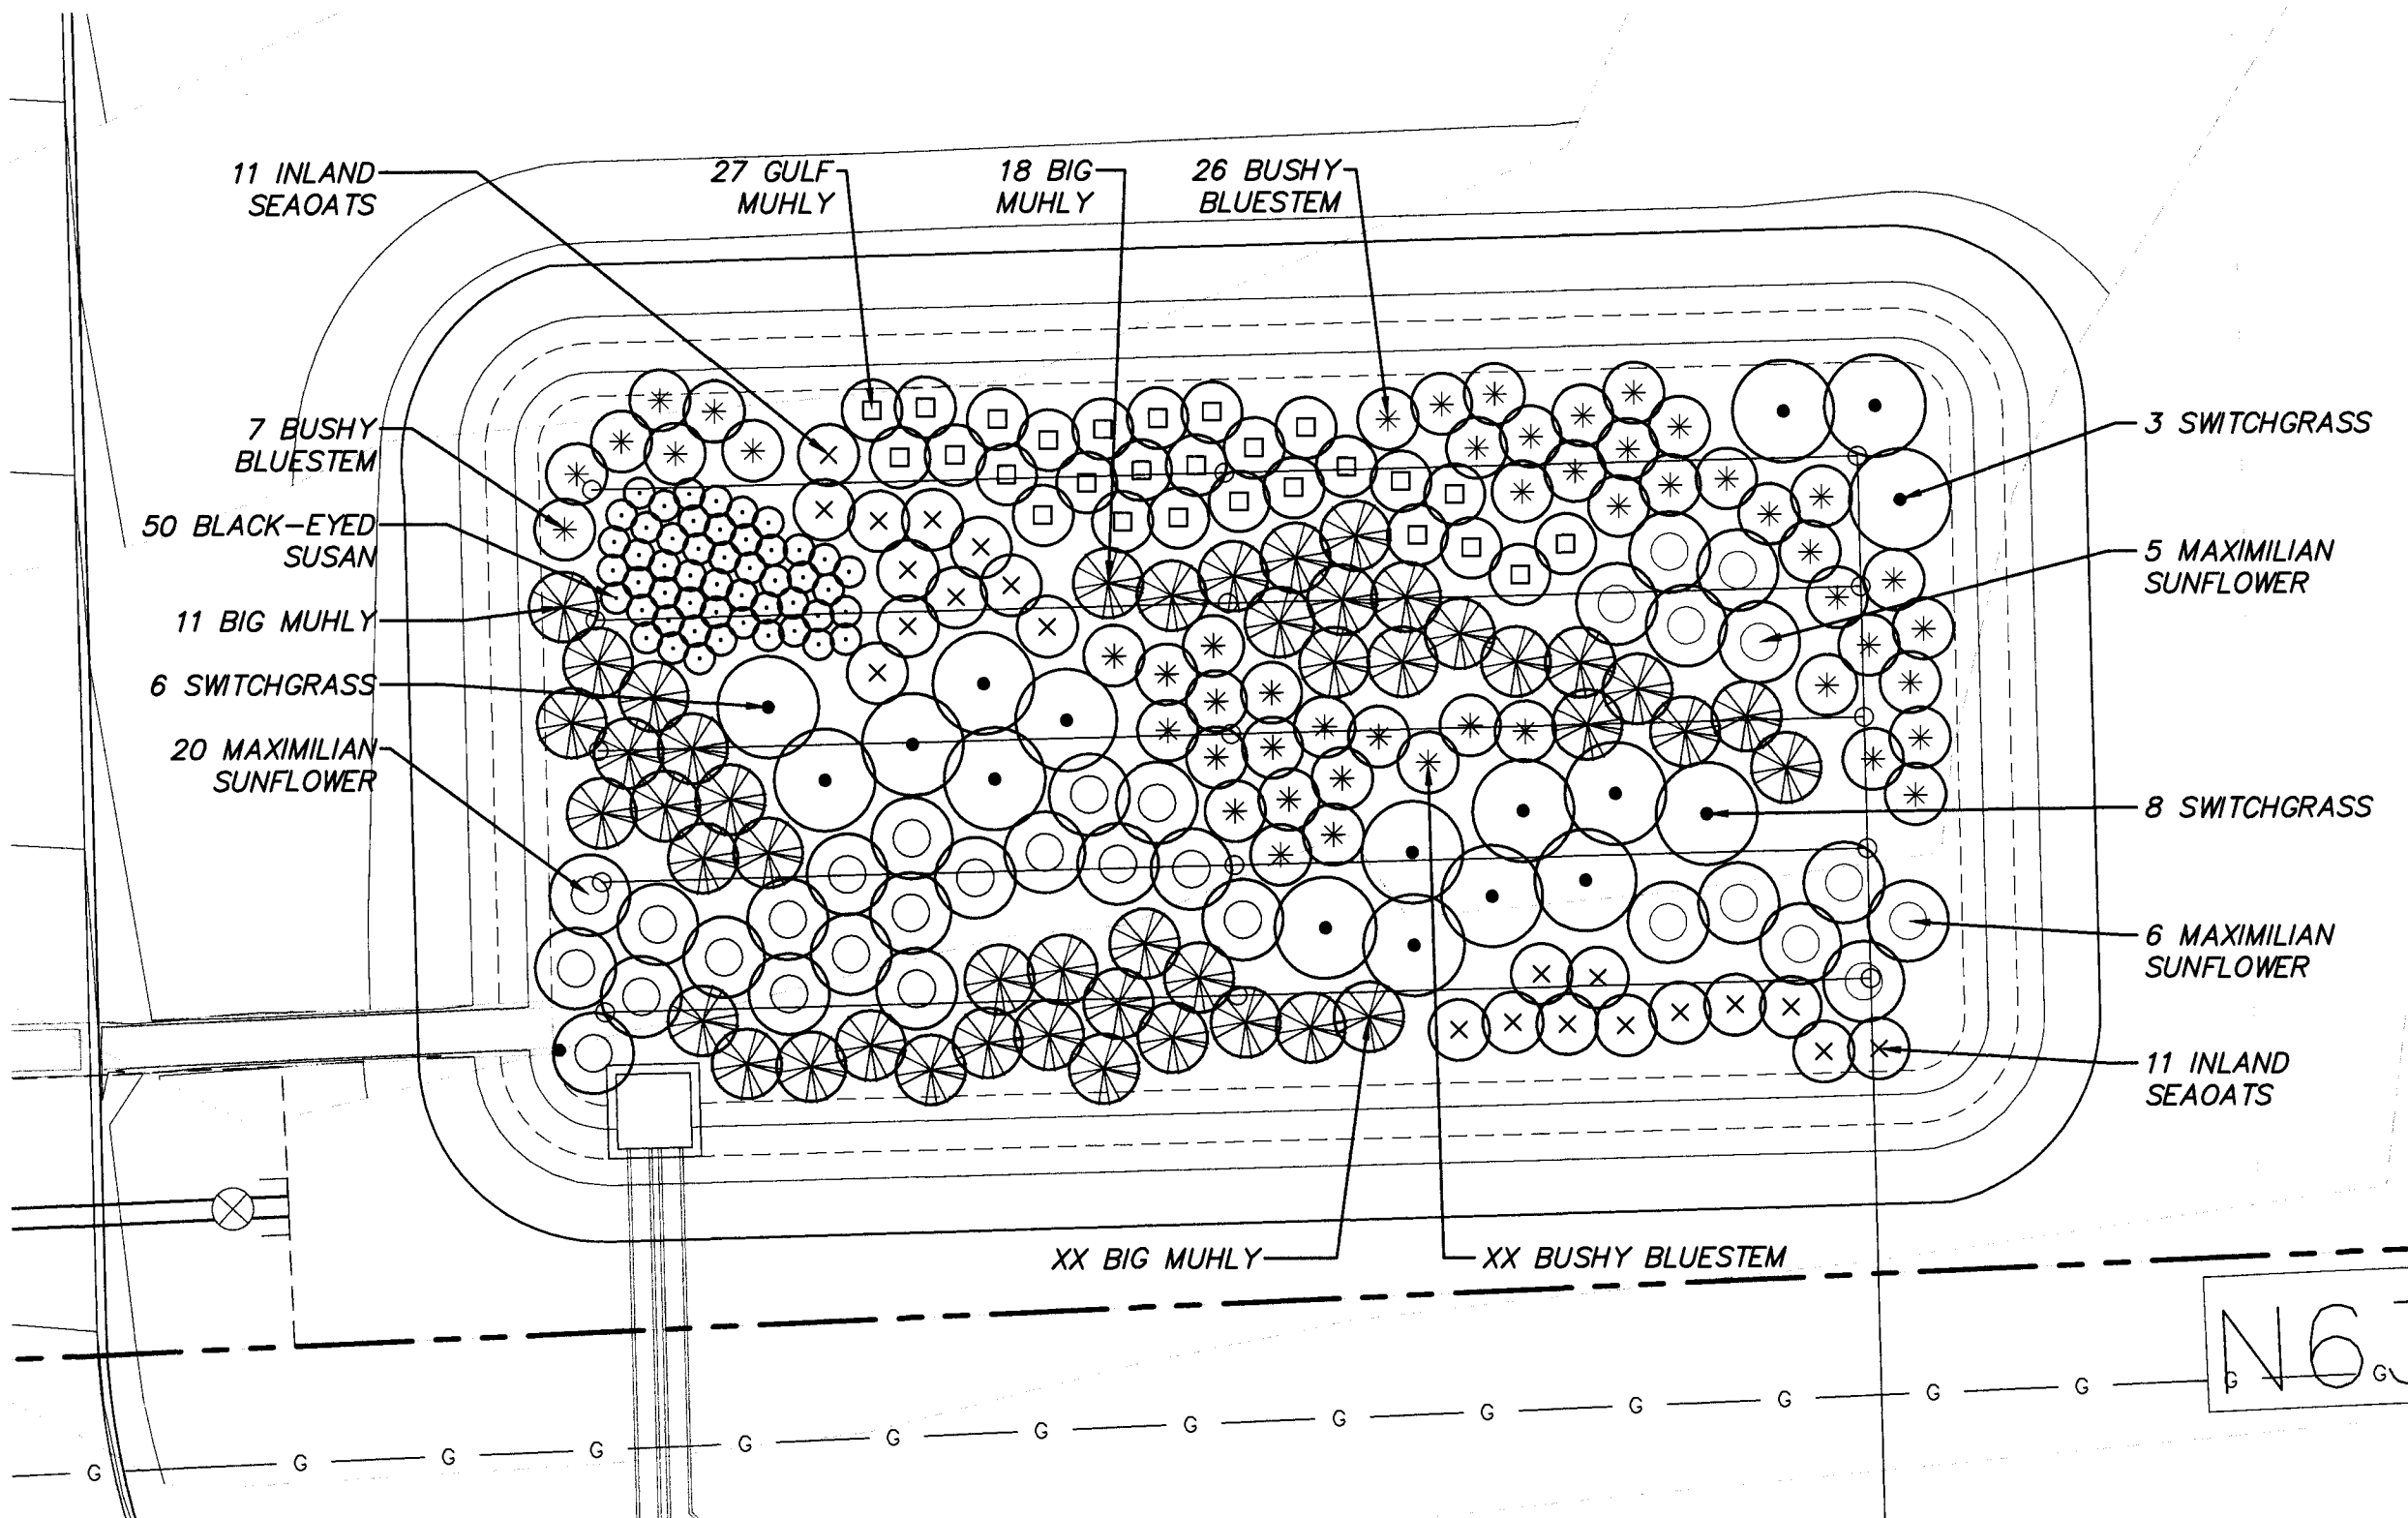 11 INLAND
SEAOATS
27 GULF
MUHLY
18 BIG
MUHLY
26 BUSHY
BLUESTEM
7 BUSHY
BLUESTEM
50 BLACK-EYED
SUSAN
11 BIG MUHLY
6 SWITCHGRASS
20 MAXIMILIAN
SUNFLOWER
3 SWITCHGRASS
5 MAXIMILIAN
SUNFLOWER
8 SWITCHGRASS
6 MAXIMILIAN
SUNFLOWER
11 INLAND
SEAOATS
XX BIG MUHLY
XX BUSHY BLUESTEM
N6
G G G G G G G G G G G G G G G G